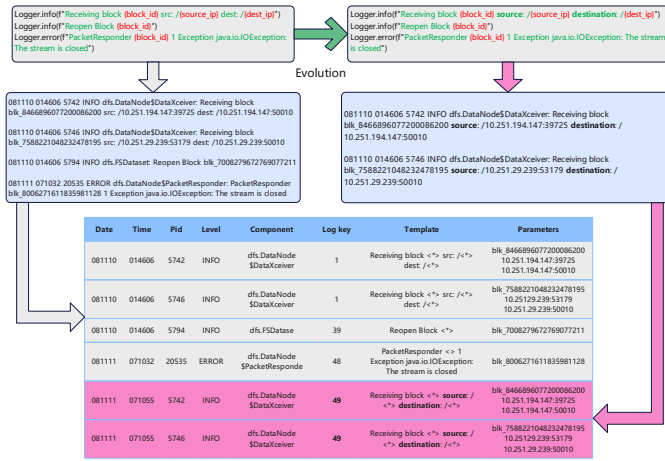 Logger.info(f"Receiving block {block_id} src: /{source_ip} dest: /{dest_ip}")
Logger.info(f"Reopen Block {block_id}")
Logger.error(f"PacketResponder {block_id} 1 Exception java.io.IOException:
The stream is closed")
Logger.info(f"Receiving block {block_id} source: /{source_ip} destination: /{dest_ip}")
Logger.info(f"Reopen Block {block_id}")
Logger.error(f"PacketResponder {block_id} 1 Exception java.io.IOException: The stream
is closed")
Evolution
081110 014606 5742 INFO dfs.DataNode$DataXceiver: Receiving block
blk_8466896077200086200 src: /10.251.194.147:39725 dest: /10.251.194.147:50010
081110 014606 5746 INFO dfs.DataNode$DataXceiver: Receiving block
blk_7588221048232478195 src: /10.251.29.239:53179 dest: /10.251.29.239:50010
081110 014606 5794 INFO dfs.FSDataset: Reopen Block blk_7008279672769077211
081111 071032 20535 ERROR dfs.DataNode$PacketResponder: PacketResponder
blk_8006271611835981128 1 Exception java.io.IOException: The stream is closed
081110 014606 5742 INFO dfs.DataNode$DataXceiver: Receiving block
blk_8466896077200086200 source: /10.251.194.147:39725 destination: /
10.251.194.147:50010
081110 014606 5746 INFO dfs.DataNode$DataXceiver: Receiving block
blk_7588221048232478195 source: /10.251.29.239:53179 destination: /
10.251.29.239:50010
Date Time Pid Level Component Log key Template Parameters
081110 014606 5742 INFO dfs.DataNode $DataXceiver 1 Receiving block <*> src: /<*> dest: /<*> blk_8466896077200086200 10.251.194.147:39725 10.251.194.147:50010
081110 014606 5746 INFO dfs.DataNode $DataXceiver 1 Receiving block <*> src: /<*> dest: /<*> blk_7588221048232478195 10.25129.239:53179 10.251.29.239:50010
081110 014606 5794 INFO dfs.FSDatase 39 Reopen Block <*> blk_7008279672769077211
081111 071032 20535 ERROR dfs.DataNode $PacketResponde 48 PacketResponder <> 1 Exception java.io.IOException: The stream is closed blk_8006271611835981128
081111 071055 5742 INFO dfs.DataNode $DataXceiver 49 Receiving block <*> source: / <*> destination: /<*> blk_8466896077200086200 10.251.194.147:39725 10.251.194.147:50010
081111 071055 5746 INFO dfs.DataNode $DataXceiver 49 Receiving block <*> source: / <*> destination: /<*> blk_7588221048232478195 10.25129.239:53179 10.251.29.239:50010